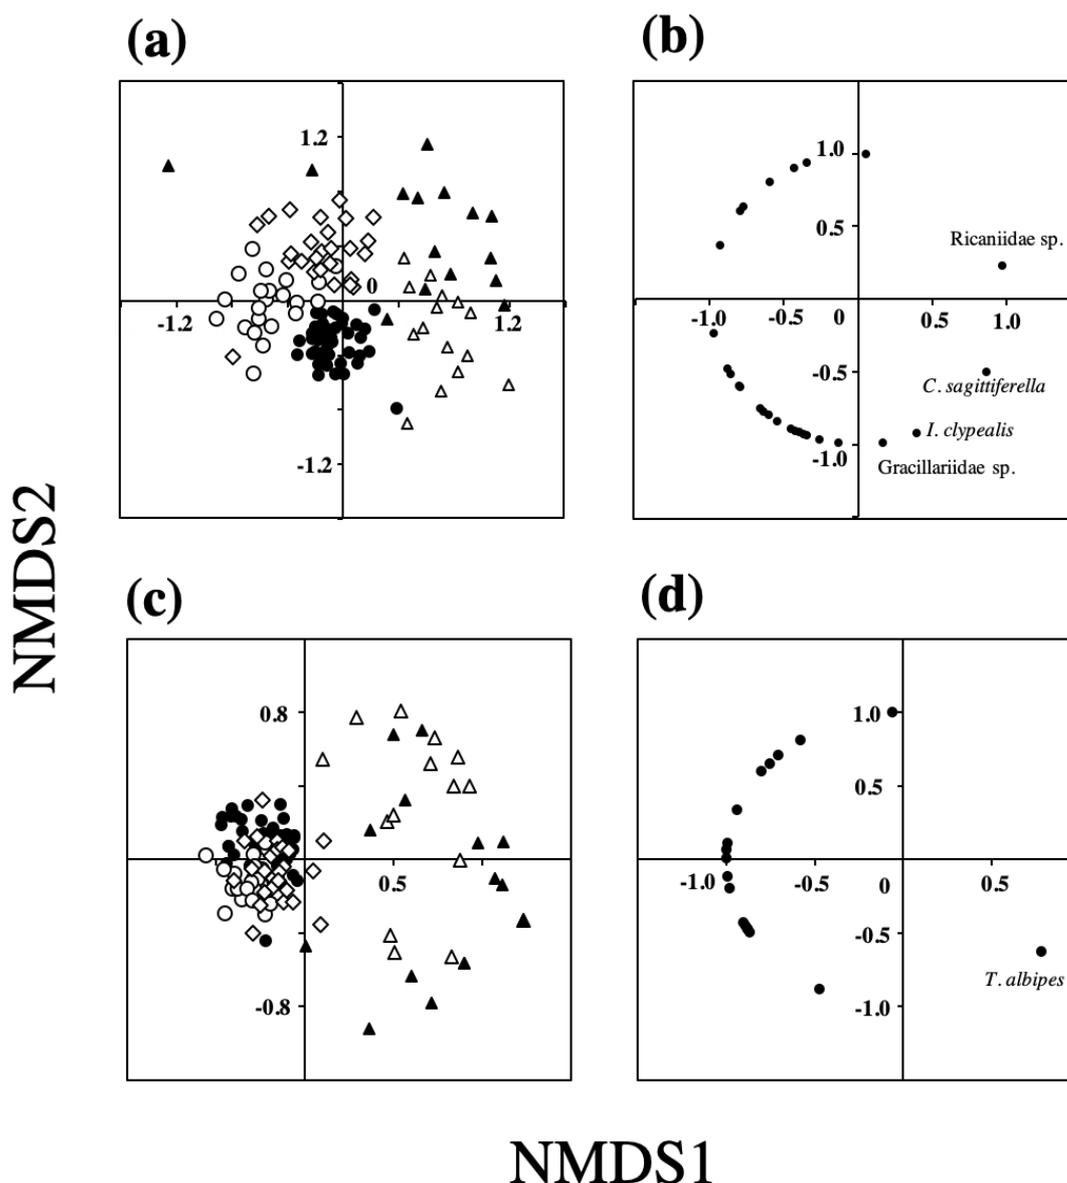 (a)
(b)
1.2
0
-1.2
1.2
-1.2
1.0
0.5
Ricaniidae sp.
-1.0
-0.5
0
0.5
1.0
-0.5
C. sagittiferella
I. clypealis
-1.0
Gracillariidae sp.
NMDS2
(c)
(d)
0.8
0.5
-0.8
1.0
0.5
-1.0
-0.5
0
0.5
-0.5
T. albipes
-1.0
NMDS1